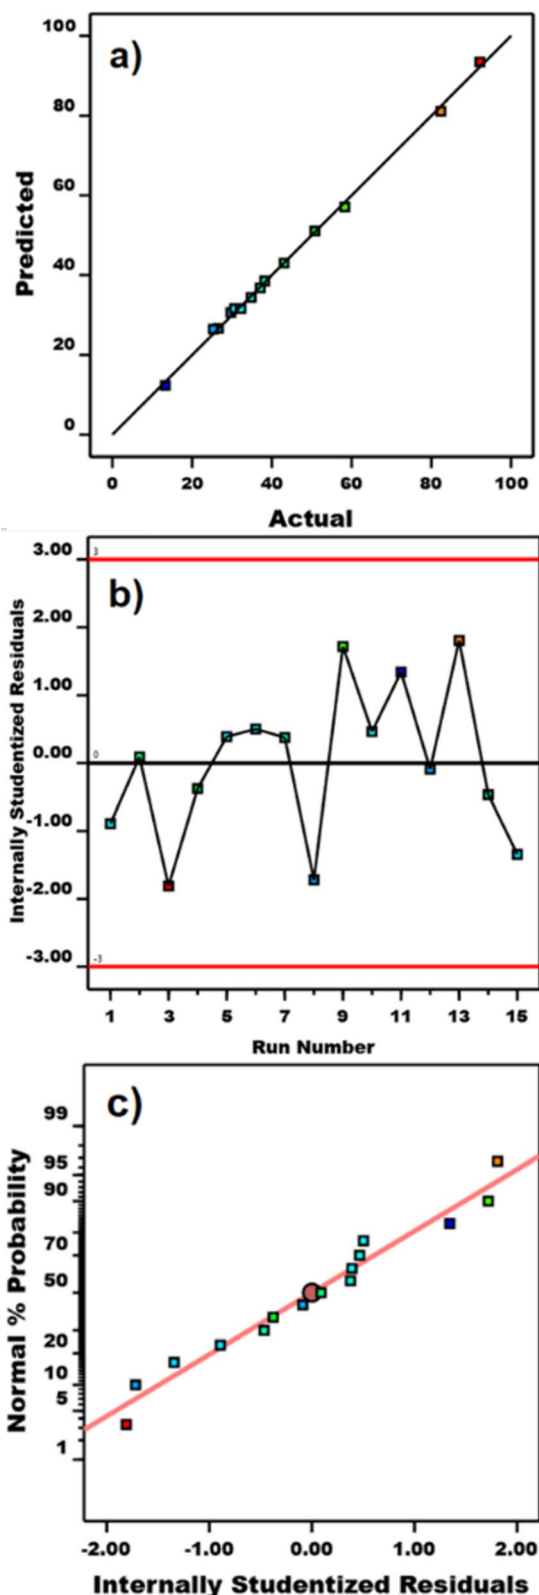 a)
100
80
60
40
20
0
Predicted
0 20 40 60 80 100
Actual
b)
3.00
2.00
1.00
0.00
-1.00
-2.00
-3.00
3
0
-3
Internally Studentized Residuals
1 3 5 7 9 11 13 15
Run Number
c)
99
95
90
70
50
20
10
5
1
Normal % Probability
-2.00 -1.00 0.00 1.00 2.00
Internally Studentized Residuals